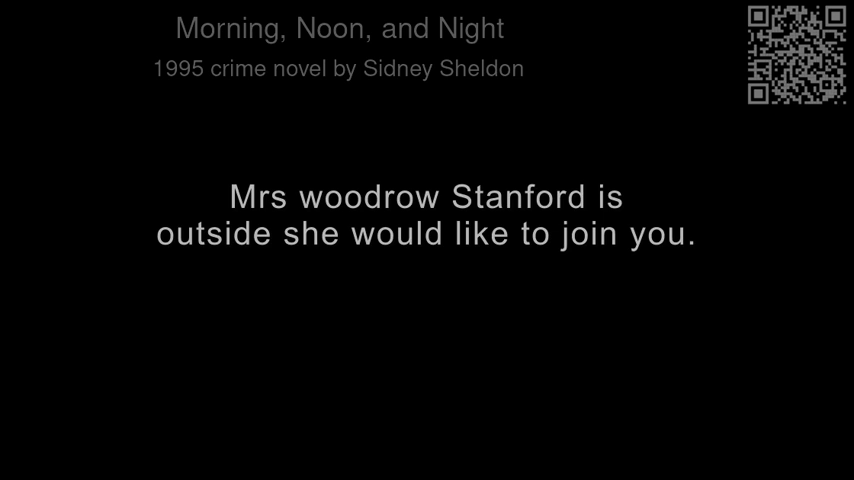 Morning, Noon, and Night
1995 crime novel by Sidney Sheldon
Mrs woodrow Stanford is
outside she would like to join you.